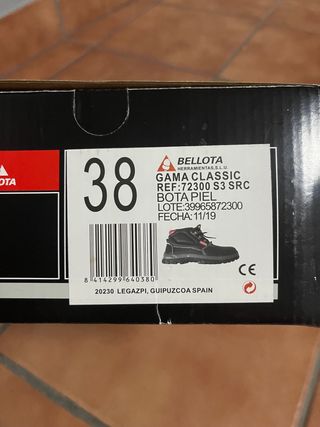 LOTA
38
BELLOTA
HERRAMIENTAS S.L.U
GAMA CLASSIC
REF:72300 S3 SRC
BOTA PIEL
LOTE:39965872300
FECHA:11/19
8 414299 640380
CE
20230 LEGAZPI, GUIPUZCOA SPAIN